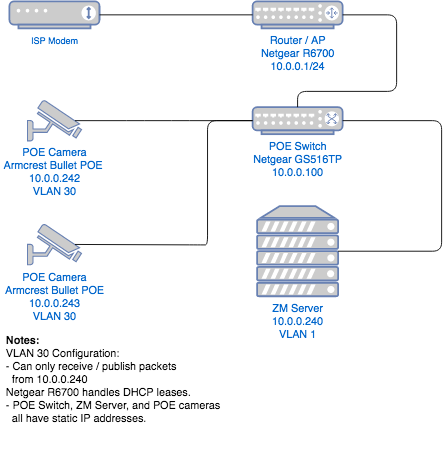 ISP Modem
Router / AP
Netgear R6700
10.0.0.1/24
POE Camera
Armcrest Bullet POE
10.0.0.242
VLAN 30
POE Switch
Netgear GS516TP
10.0.0.100
POE Camera
Armcrest Bullet POE
10.0.0.243
VLAN 30
ZM Server
10.0.0.240
VLAN 1
Notes:
VLAN 30 Configuration:
- Can only receive / publish packets
from 10.0.0.240
Netgear R6700 handles DHCP leases.
- POE Switch, ZM Server, and POE cameras
all have static IP addresses.